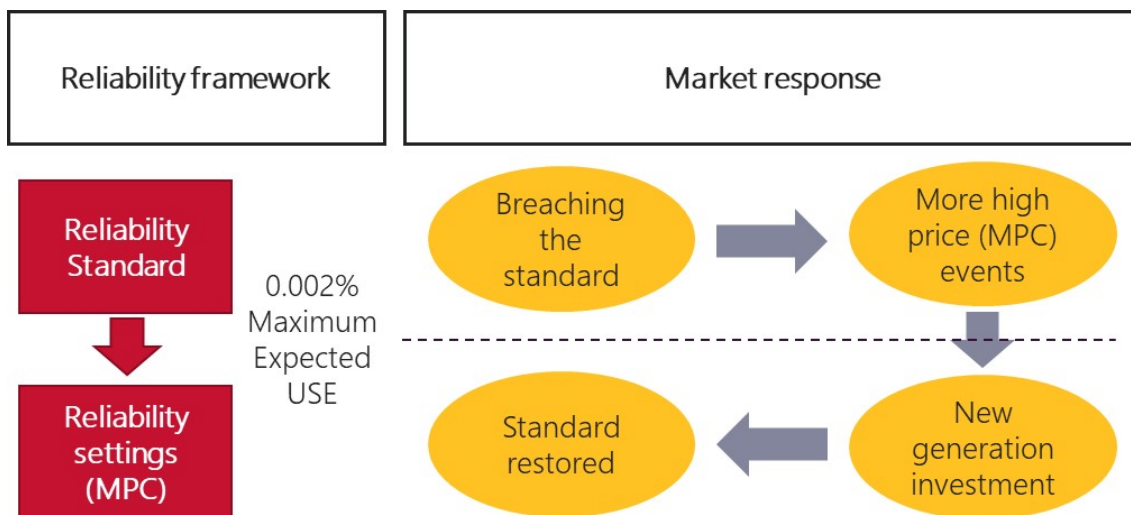 Reliability framework
Market response
Reliability
Standard
0.002%
Maximum
Expected
USE
Reliability
settings
(MPC)
Breaching
the
standard
More high
price (MPC)
events
New
generation
investment
Standard
restored